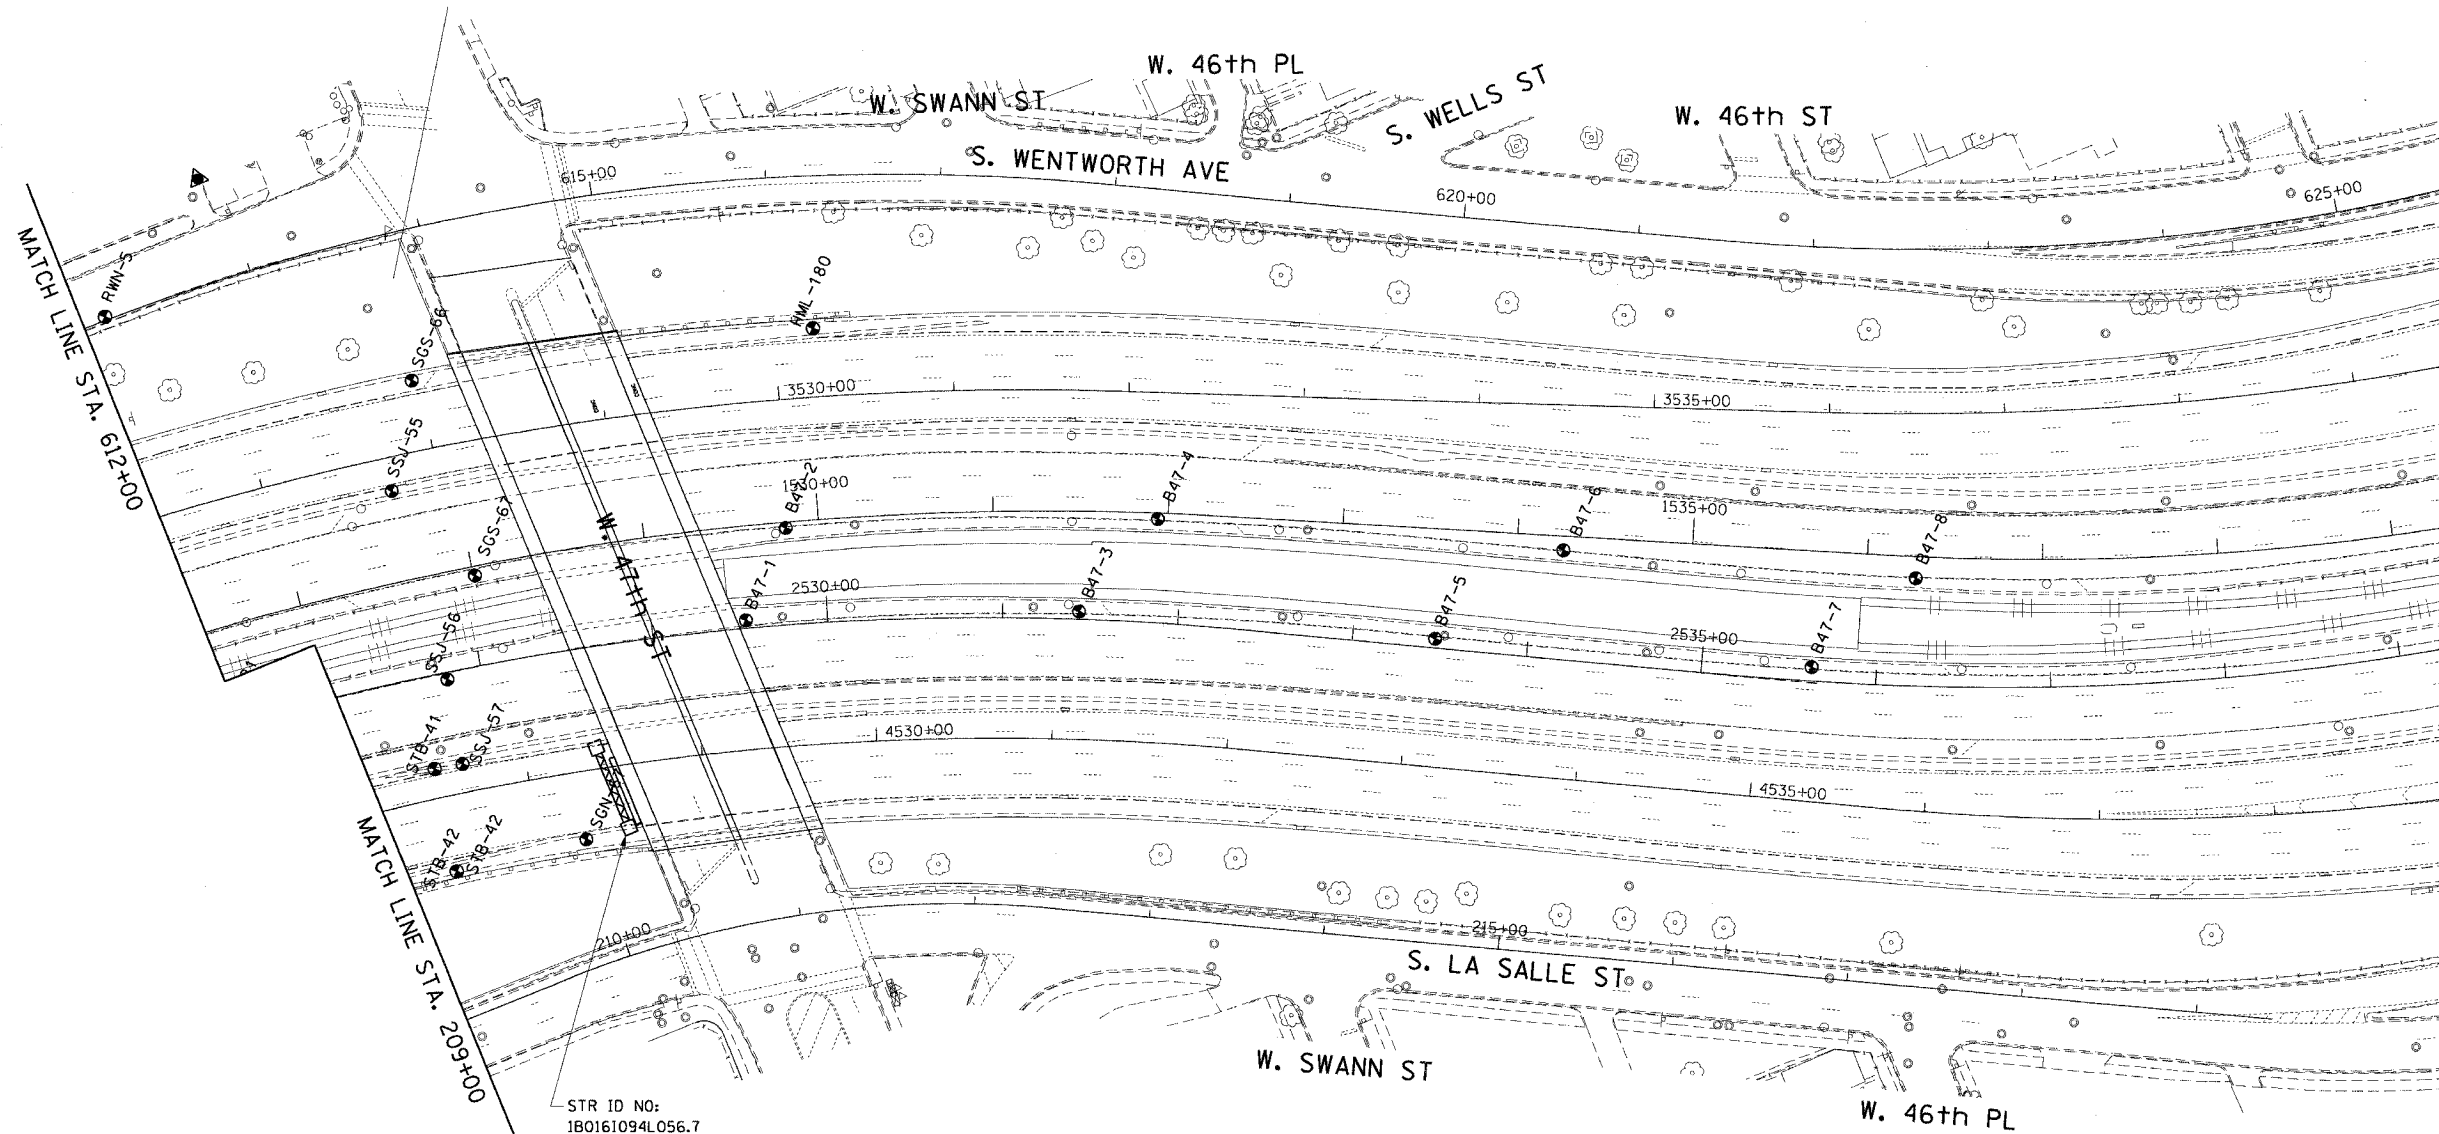 W. 46th PL
W. SWANN ST
S. WELLS ST
W. 46th ST
S. WENTWORTH AVE
615+00
620+00
625+00
MATCH LINE STA. 612+00
RWN-5
SGS-66
RML-180
3530+00
3535+00
SSJ-55
SGS-67
B47-2
1530+00
B47-4
B47-6
1535+00
B47-8
W. 47th ST
B47-1
2530+00
B47-3
B47-5
2535+00
B47-7
SSJ-56
STB-41
SSJ-57
4530+00
4535+00
STB-42
STB-42
MATCH LINE STA. 209+00
210+00
215+00
S. LA SALLE ST
W. SWANN ST
W. 46th PL
STR ID NO:
1B016I094L056.7